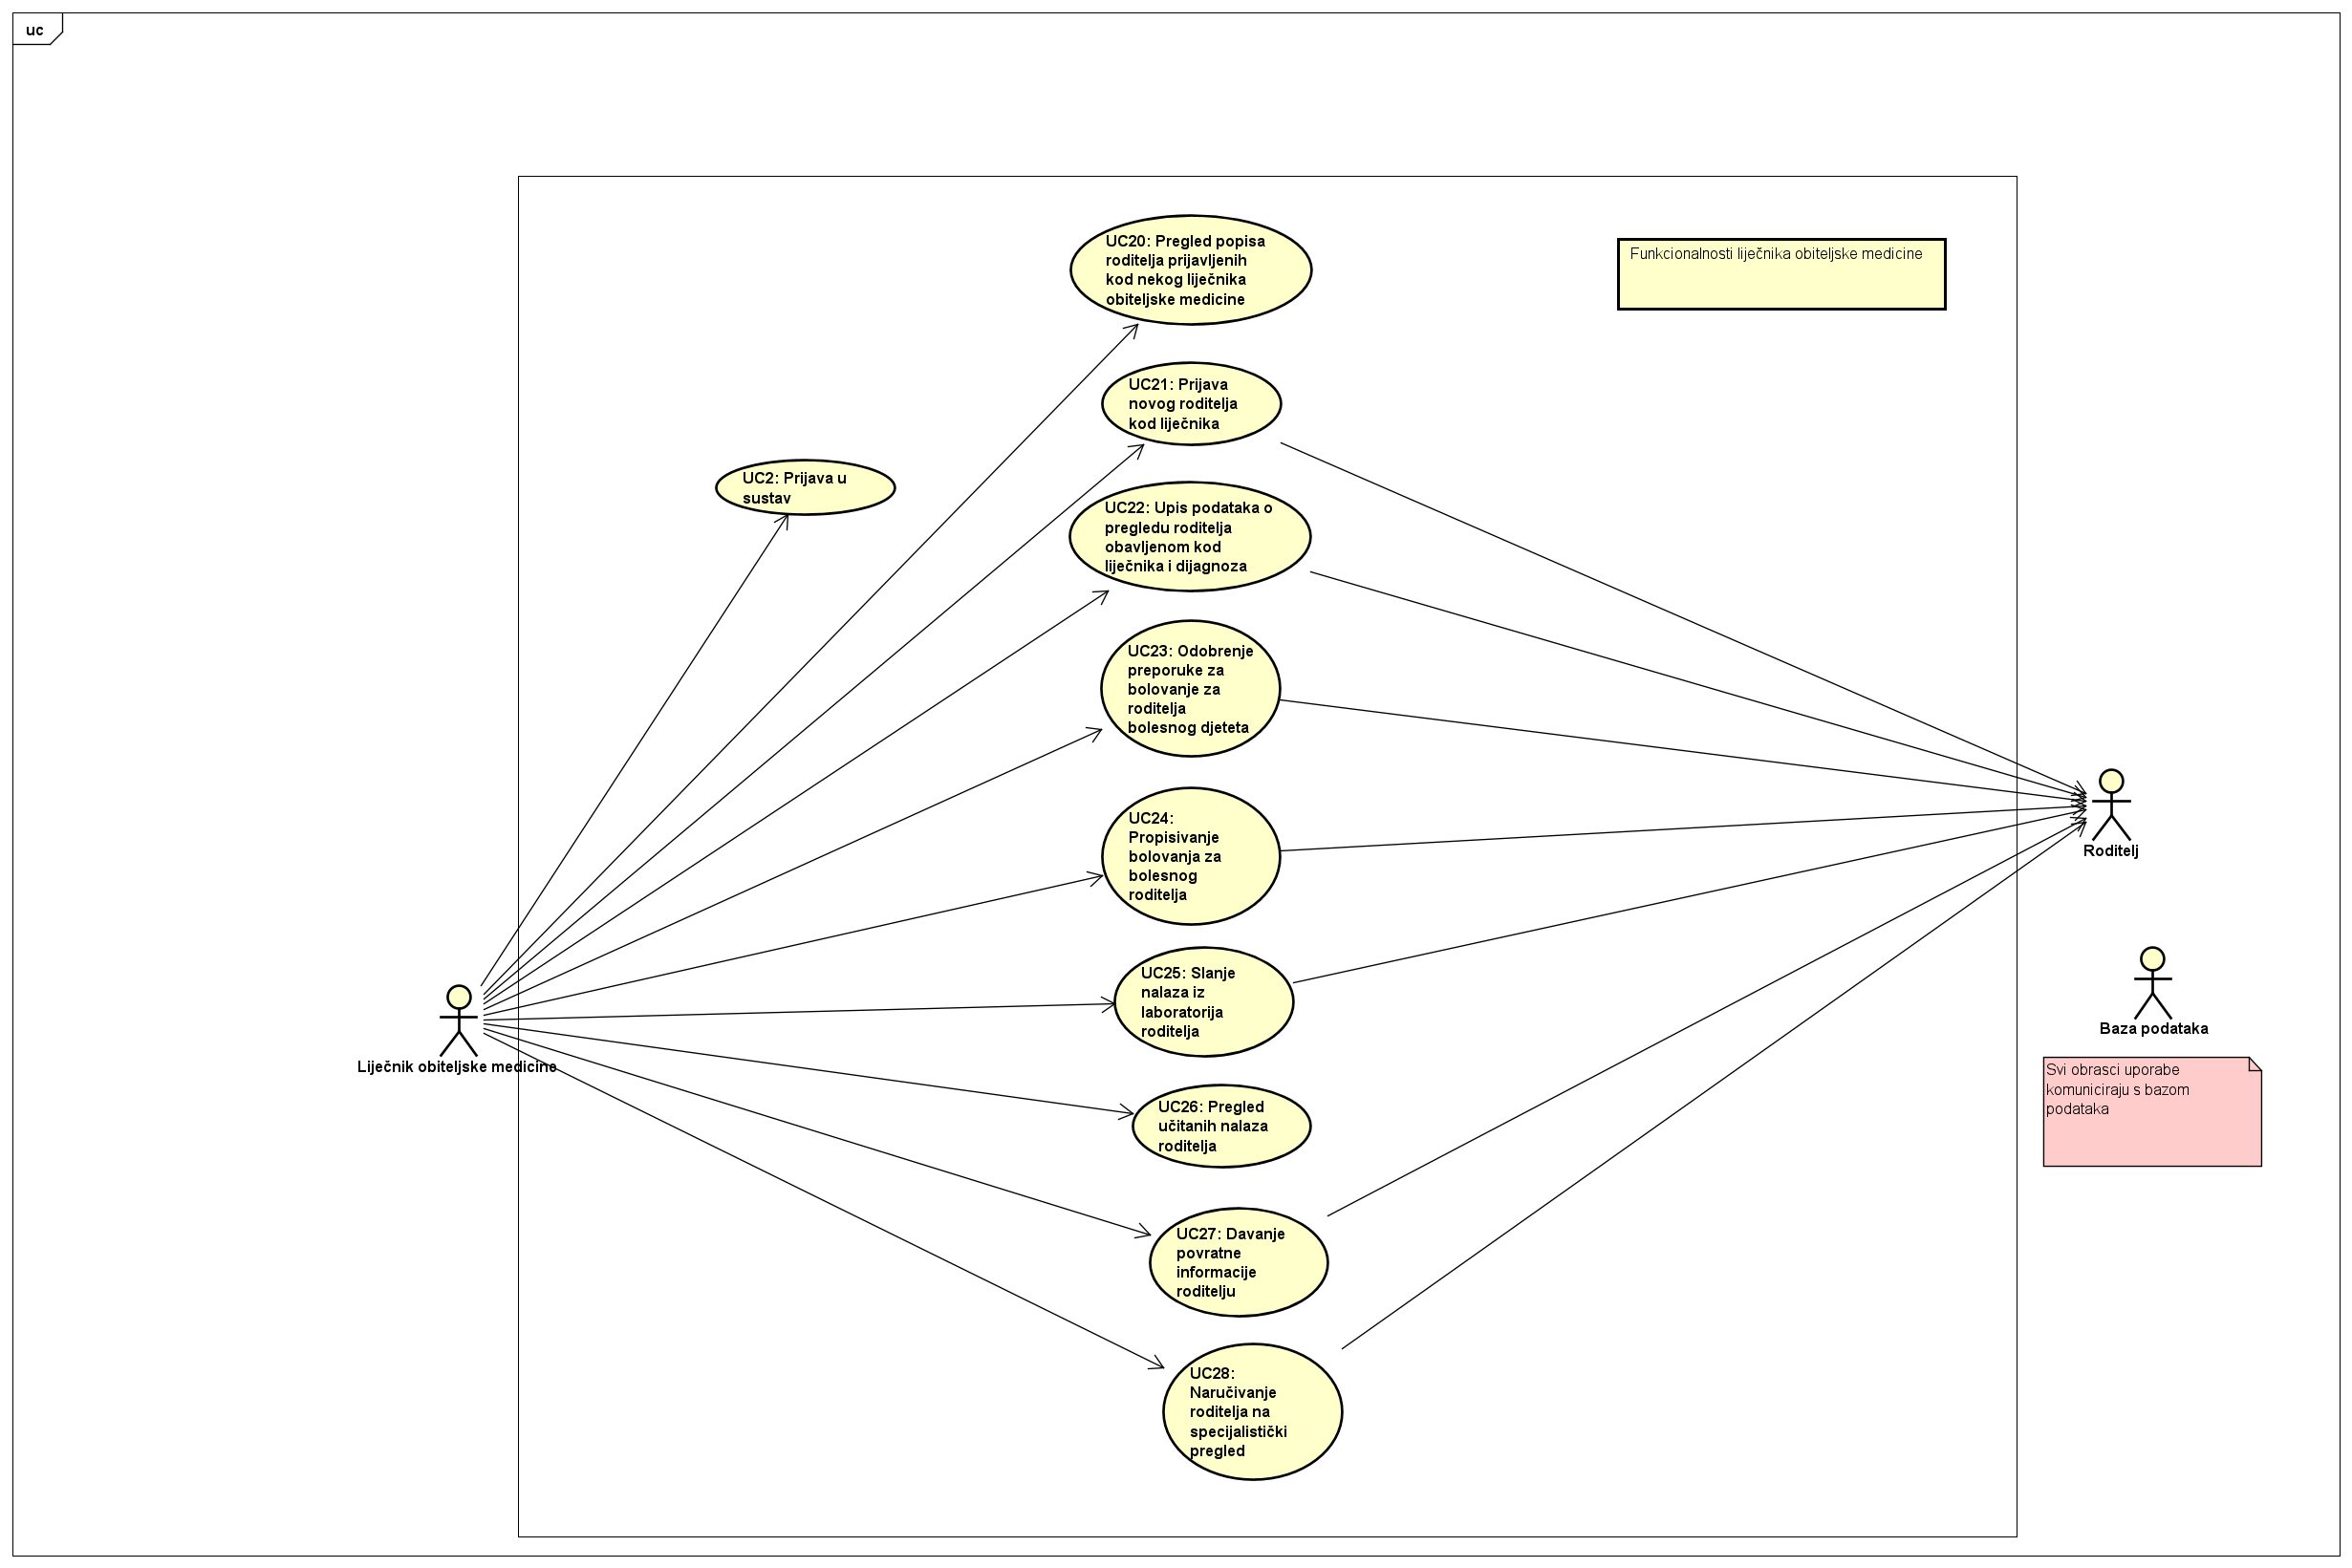 uc
UC20: Pregled popisa
roditelja prijavljenih
kod nekog liječnika
obiteljske medicine
Funkcionalnosti liječnika obiteljske medicine
UC21: Prijava
novog roditelja
kod liječnika
UC2: Prijava u
sustav
UC22: Upis podataka o
pregledu roditelja
obavljenom kod
liječnika i dijagnoza
UC23: Odobrenje
preporuke za
bolovanje za
roditelja
bolesnog djeteta
UC24:
Propisivanje
bolovanja za
bolesnog
roditelja
Roditelj
UC25: Slanje
nalaza iz
laboratorija
roditelja
Baza podataka
Liječnik obiteljske medicine
Svi obrasci uporabe
komuniciraju s bazom
podataka
UC26: Pregled
učitanih nalaza
roditelja
UC27: Davanje
povratne
informacije
roditelju
UC28:
Naručivanje
roditelja na
specijalistički
pregled